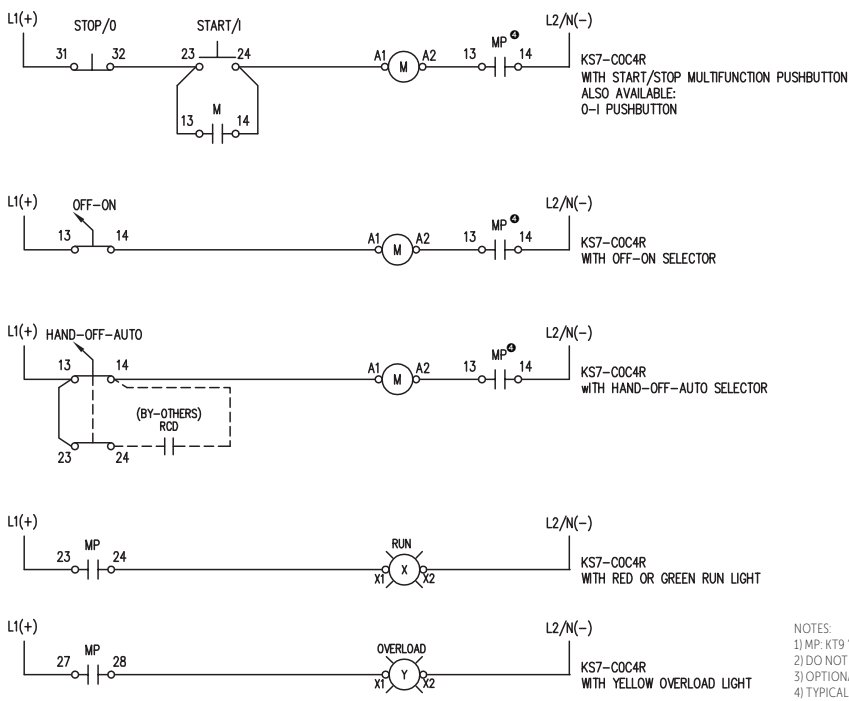 L1(+) STOP/O START/I L2/N(-)
31 32 23 24 A1 M A2 13 MP 4 14
M
13 14
KS7-COC4R
WITH START/STOP MULTIFUNCTION PUSHBUTTON
ALSO AVAILABLE:
O-I PUSHBUTTON
L1(+) OFF-ON L2/N(-)
13 14 A1 M A2 13 MP 4 14
KS7-COC4R
WITH OFF-ON SELECTOR
L1(+) HAND-OFF-AUTO L2/N(-)
13 14 A1 M A2 13 MP 4 14
KS7-COC4R
wITH HAND-OFF-AUTO SELECTOR
(BY-OTHERS)
RCD
23 24
L1(+) L2/N(-)
23 MP 24 RUN
X1 X X2
KS7-COC4R
WITH RED OR GREEN RUN LIGHT
L1(+) L2/N(-)
27 MP 28 OVERLOAD
X1 Y X2
KS7-COC4R
WITH YELLOW OVERLOAD LIGHT
NOTES:
1) MP: KT9
2) DO NOT
3) OPTION
4) TYPICAL